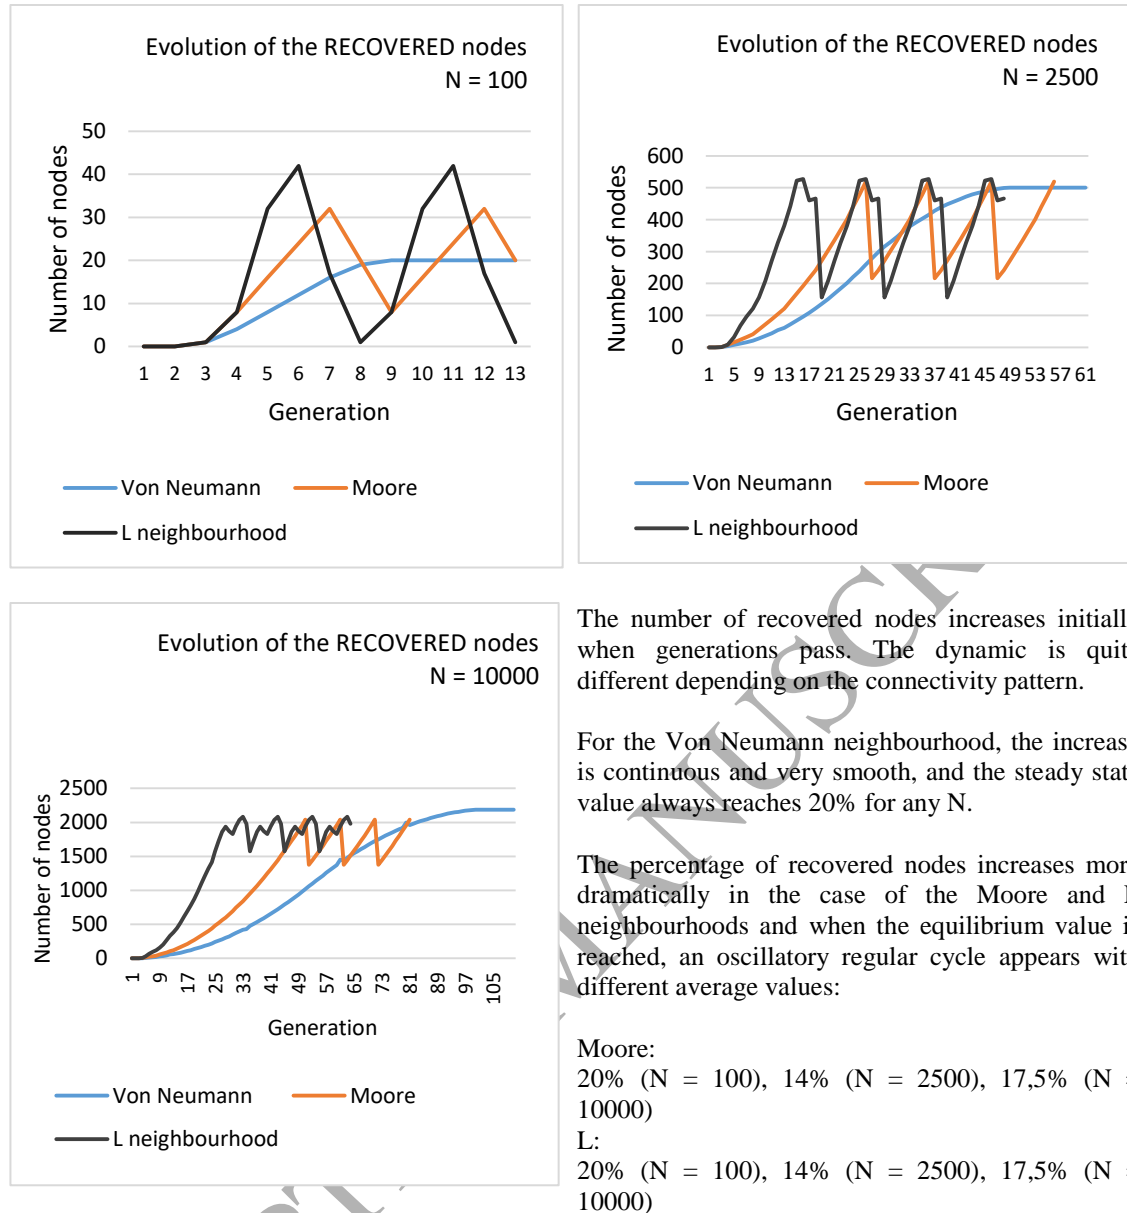 Evolution of the RECOVERED nodes
N = 100
50
40
30
20
10
0
Number of nodes
1 2 3 4 5 6 7 8 9 10 11 12 13
Generation
Von Neumann Moore
L neighbourhood
Evolution of the RECOVERED nodes
N = 2500
600
500
400
300
200
100
0
Number of nodes
1 5 9 13 17 21 25 29 33 37 41 45 49 53 57 61
Generation
Von Neumann Moore
L neighbourhood
Evolution of the RECOVERED nodes
N = 10000
2500
2000
1500
1000
500
0
Number of nodes
1 9 17 25 33 41 49 57 65 73 81 89 97 105
Generation
Von Neumann Moore
L neighbourhood
The number of recovered nodes increases initiall
when generations pass. The dynamic is quit
different depending on the connectivity pattern.
For the Von Neumann neighbourhood, the increas
is continuous and very smooth, and the steady stat
value always reaches 20% for any N.
The percentage of recovered nodes increases mor
dramatically in the case of the Moore and
neighbourhoods and when the equilibrium value i
reached, an oscillatory regular cycle appears wit
different average values:
Moore:
20% (N = 100), 14% (N = 2500), 17,5% (N =
10000)
L:
20% (N = 100), 14% (N = 2500), 17,5% (N =
10000)